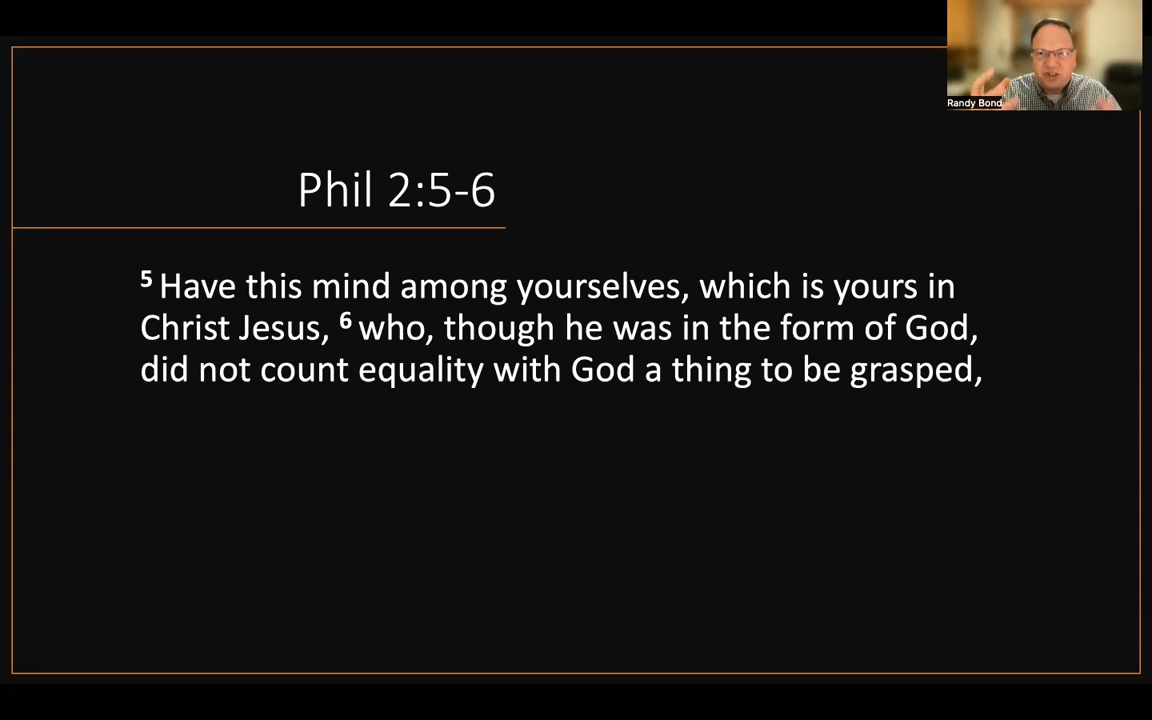 Randy Bond
Phil 2:5-6
5 Have this mind among yourselves, which is yours in
Christ Jesus, 6 who, though he was in the form of God,
did not count equality with God a thing to be grasped,